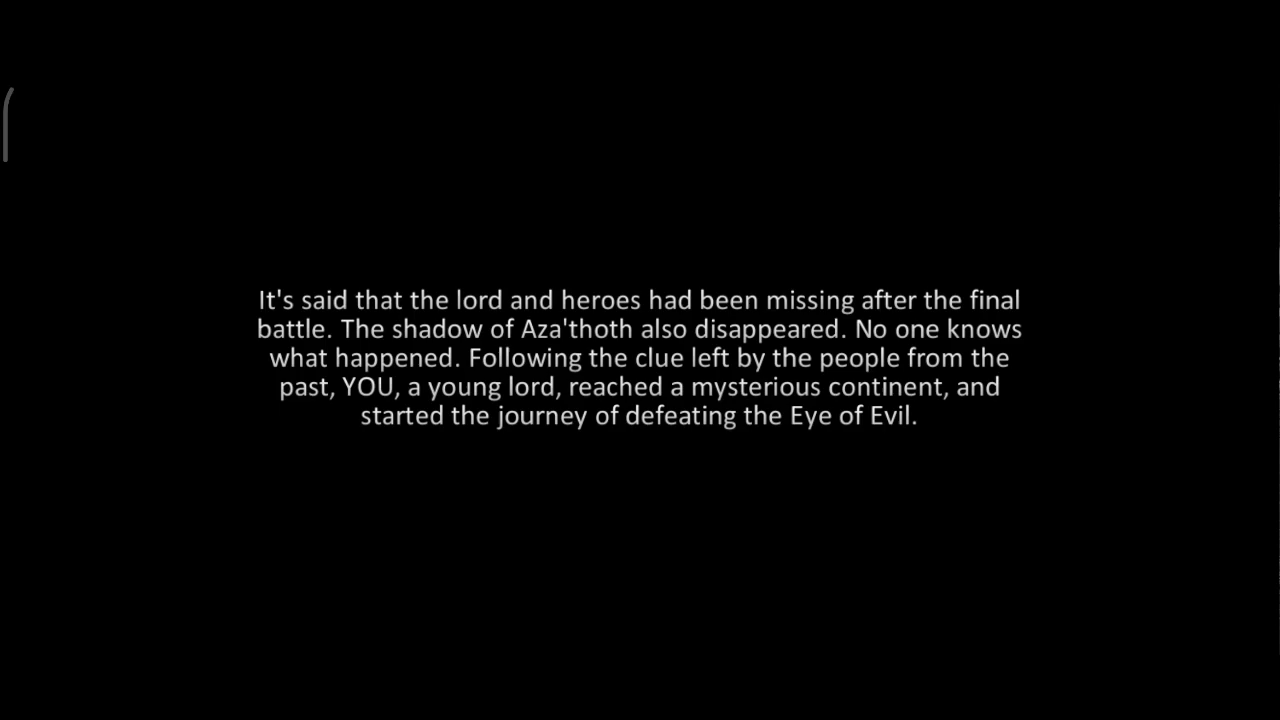 It's said that the lord and heroes had been missing after the final
battle. The shadow of Aza'thoth also disappeared. No one knows
what happened. Following the clue left by the people from the
past, YOU, a young lord, reached a mysterious continent, and
started the journey of defeating the Eye of Evil.